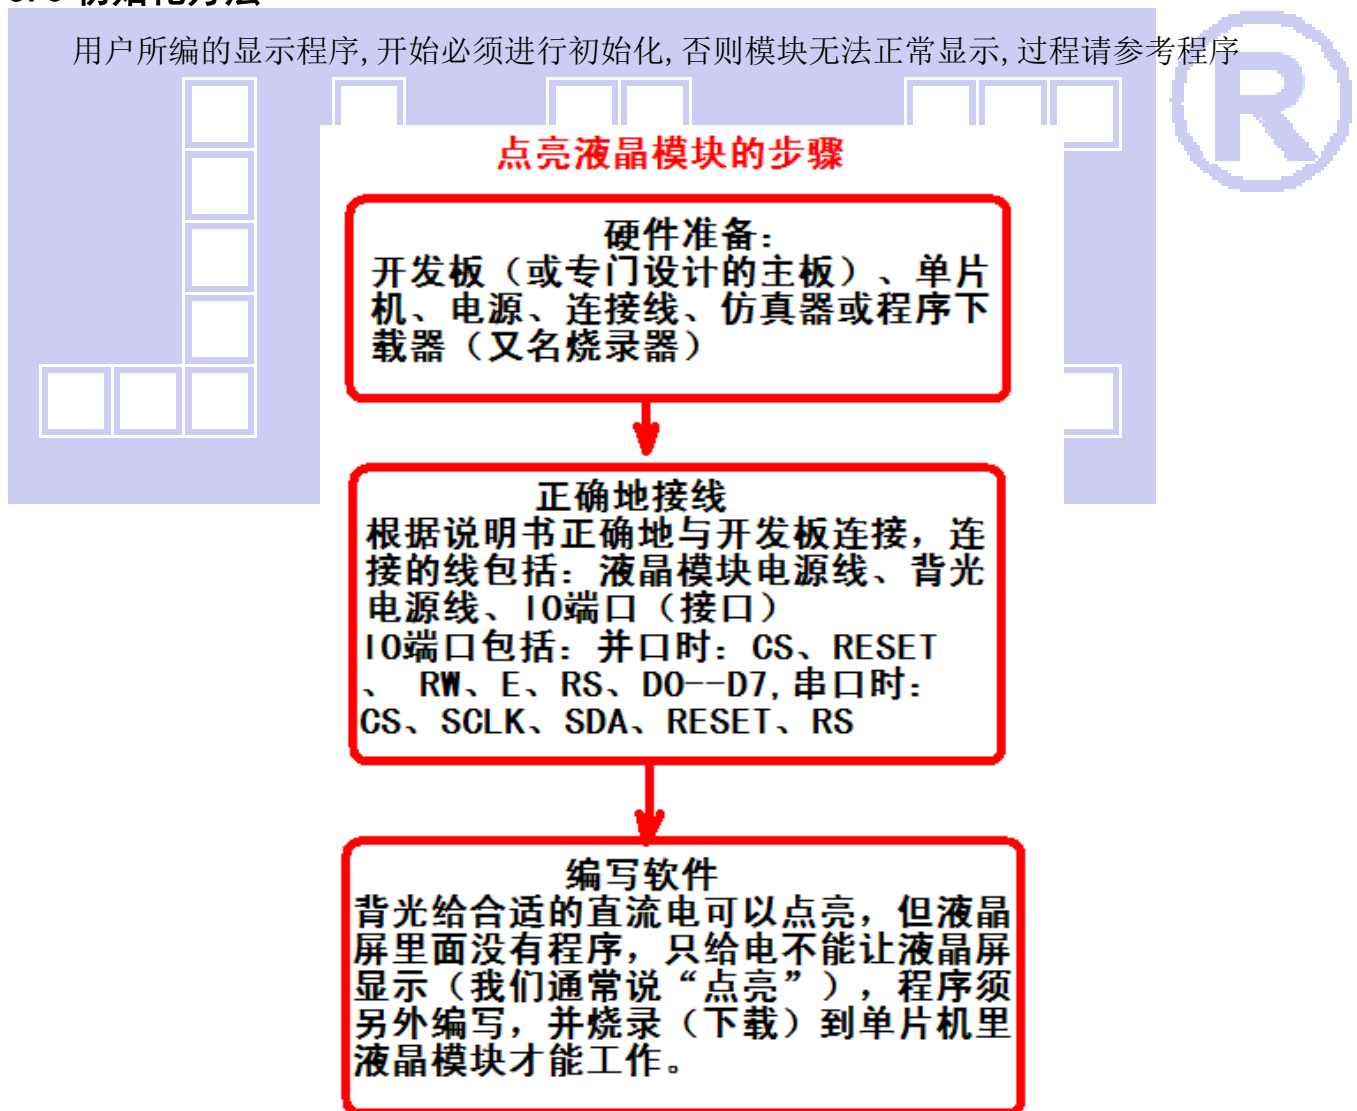 初始化方法
用户所编的显示程序,开始必须进行初始化,否则模块无法正常显示,过程请参考程序
点亮液晶模块的步骤
硬件准备：
开发板（或专门设计的主板）、单片
机、电源、连接线、仿真器或程序下
载器（又名烧录器）
正确地接线
根据说明书正确地与开发板连接，连
接的线包括：液晶模块电源线、背光
电源线、IO端口（接口）
IO端口包括：并口时：CS、RESET
、 RW、E、RS、D0--D7,串口时：
CS、SCLK、SDA、RESET、RS
编写软件
背光给合适的直流电可以点亮，但液晶
屏里面没有程序，只给电不能让液晶屏
显示（我们通常说“点亮”），程序须
另外编写，并烧录（下载）到单片机里
液晶模块才能工作。
R